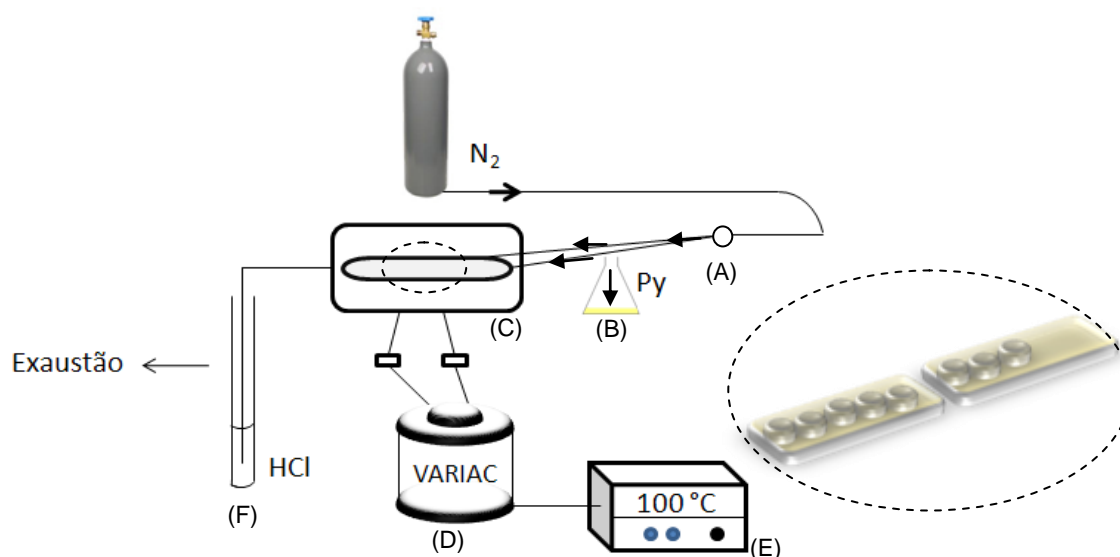 N₂
(A)
Py
(B)
(C)
Exaustão
HCl
(F)
VARIAC
(D)
100 °C
(E)